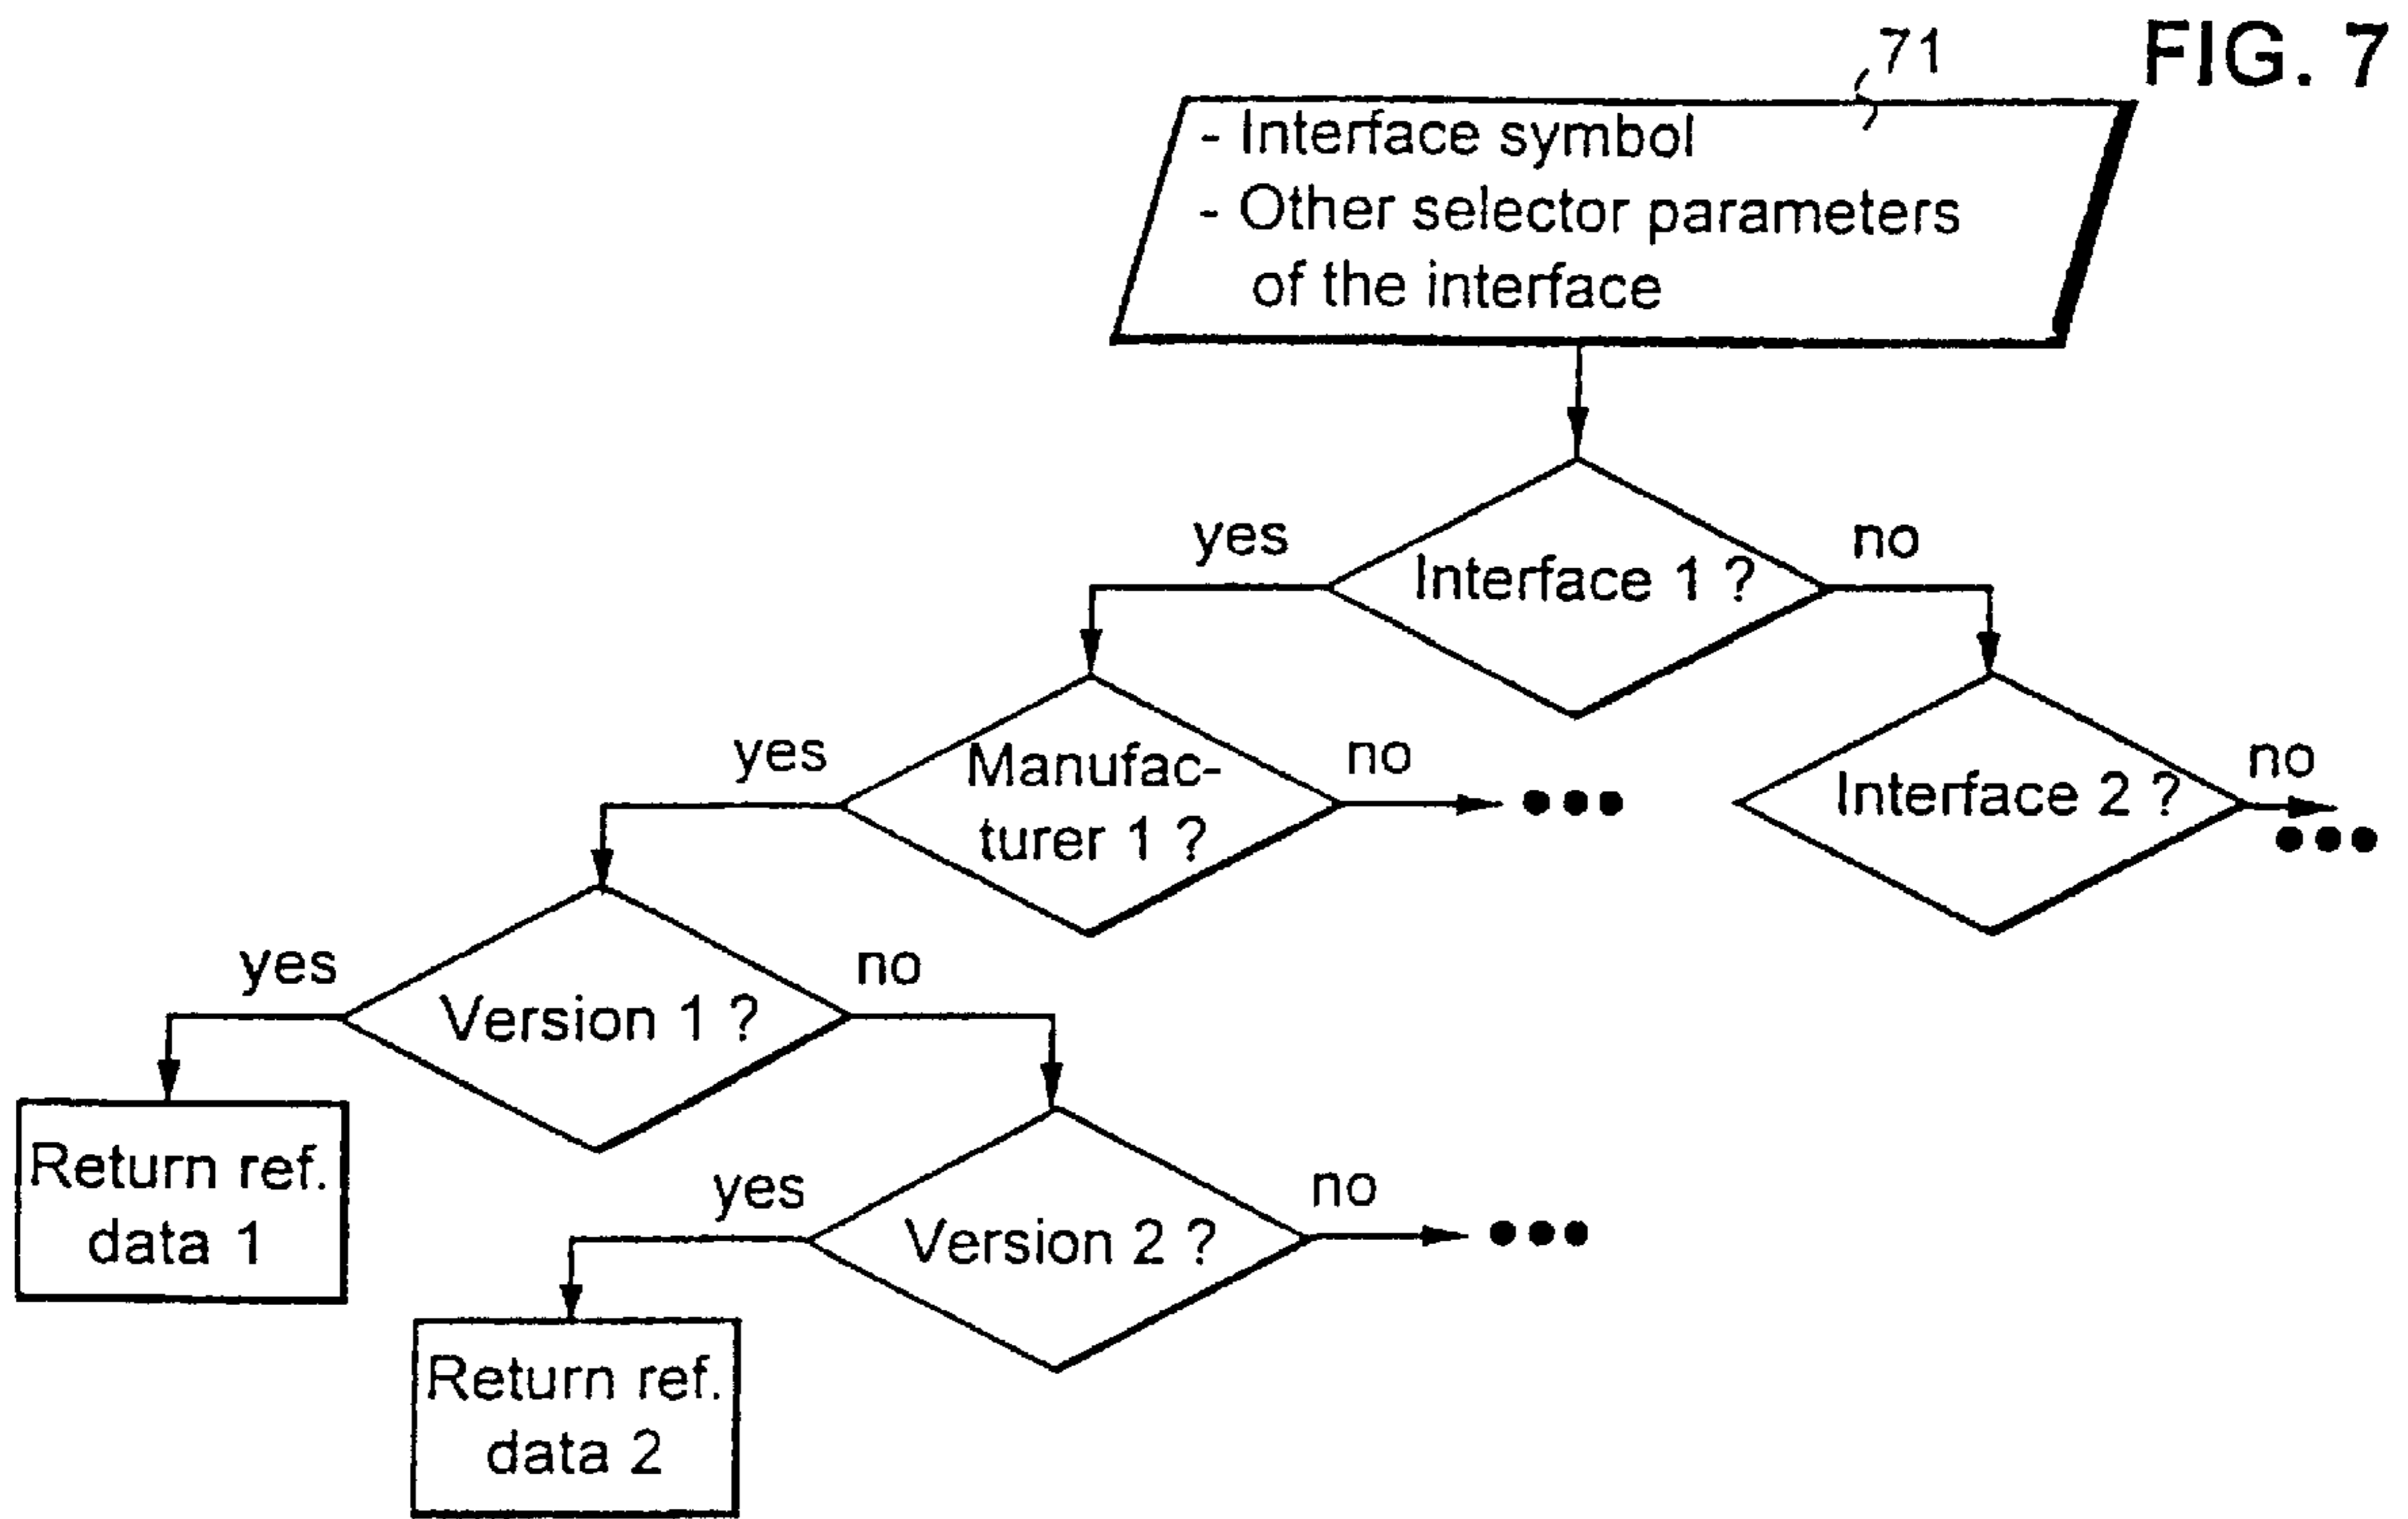 FIG. 7
71
- Interface symbol
- Other selector parameters
of the interface
yes
Interface 1 ?
no
yes
Manufac-
turer 1 ?
no
Interface 2 ?
no
yes
Version 1 ?
no
Return ref.
data 1
yes
Version 2 ?
no
Return ref.
data 2